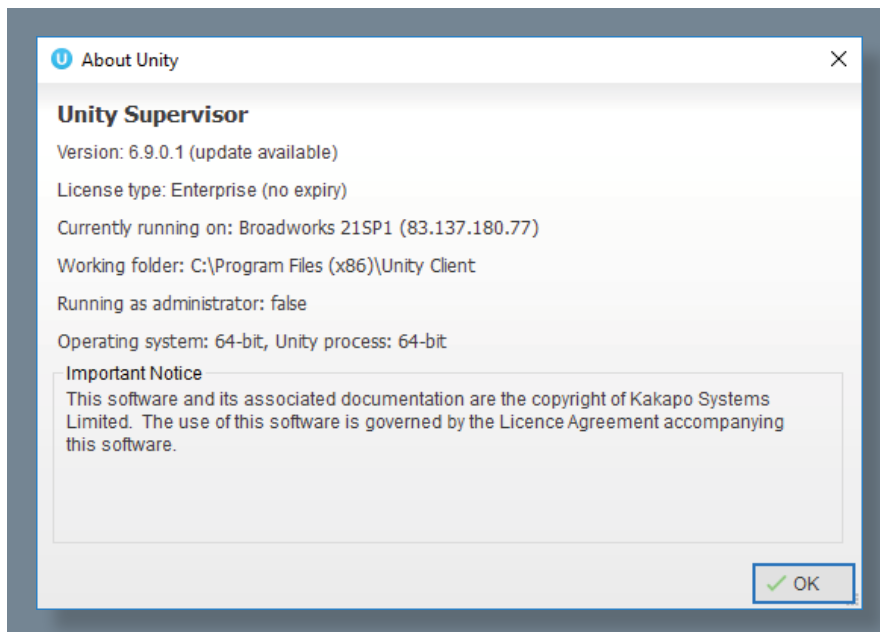 U About Unity
Unity Supervisor
Version: 6.9.0.1 (update available)
License type: Enterprise (no expiry)
Currently running on: Broadworks 21SP1 (83.137.180.77)
Working folder: C:\Program Files (x86)\Unity Client
Running as administrator: false
Operating system: 64-bit, Unity process: 64-bit
Important Notice
This software and its associated documentation are the copyright of Kakapo Systems
Limited.  The use of this software is governed by the Licence Agreement accompanying
this software.
OK